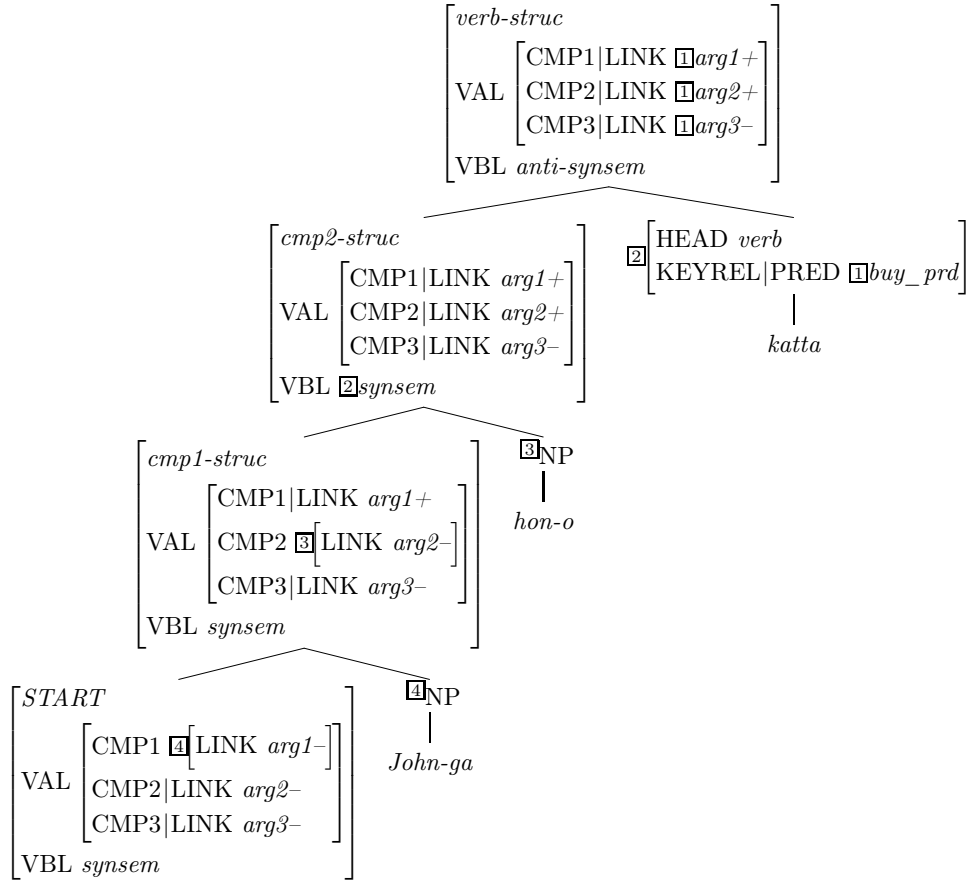 verb-struc
VAL
CMP1|LINK 1 arg1+
CMP2|LINK 1 arg2+
CMP3|LINK 1 arg3–
VBL anti-synsem
cmp2-struc
VAL
CMP1|LINK arg1+
CMP2|LINK arg2+
CMP3|LINK arg3–
VBL 2 synsem
2
HEAD verb
KEYREL|PRED 1 buy_prd
katta
cmp1-struc
VAL
CMP1|LINK arg1+
CMP2 3 [LINK arg2–]
CMP3|LINK arg3–
VBL synsem
3 NP
hon-o
START
VAL
CMP1 4 [LINK arg1–]
CMP2|LINK arg2–
CMP3|LINK arg3–
VBL synsem
4 NP
John-ga